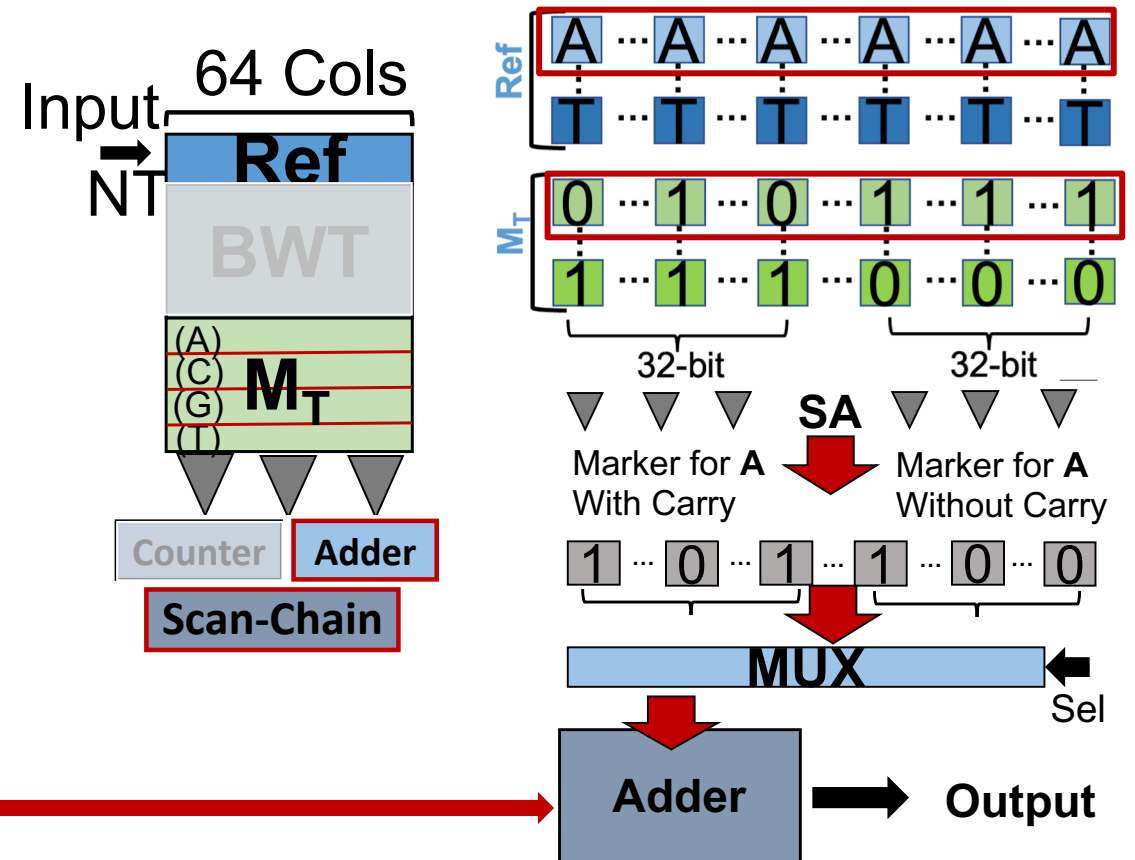 64 Cols
Input
NT
Ref
BWT
(A)
(C)
(G)
(T)
M_T
Counter
Adder
Scan-Chain
Ref
A ... A ... A ... A ... A ... A
T ... T ... T ... T ... T ... T
M_T
0 ... 1 ... 0 ... 1 ... 1 ... 1
1 ... 1 ... 1 ... 0 ... 0 ... 0
32-bit
32-bit
SA
Marker for A
With Carry
Marker for A
Without Carry
1 ... 0 ... 1 ... 1 ... 0 ... 0
MUX
Sel
Adder
Output